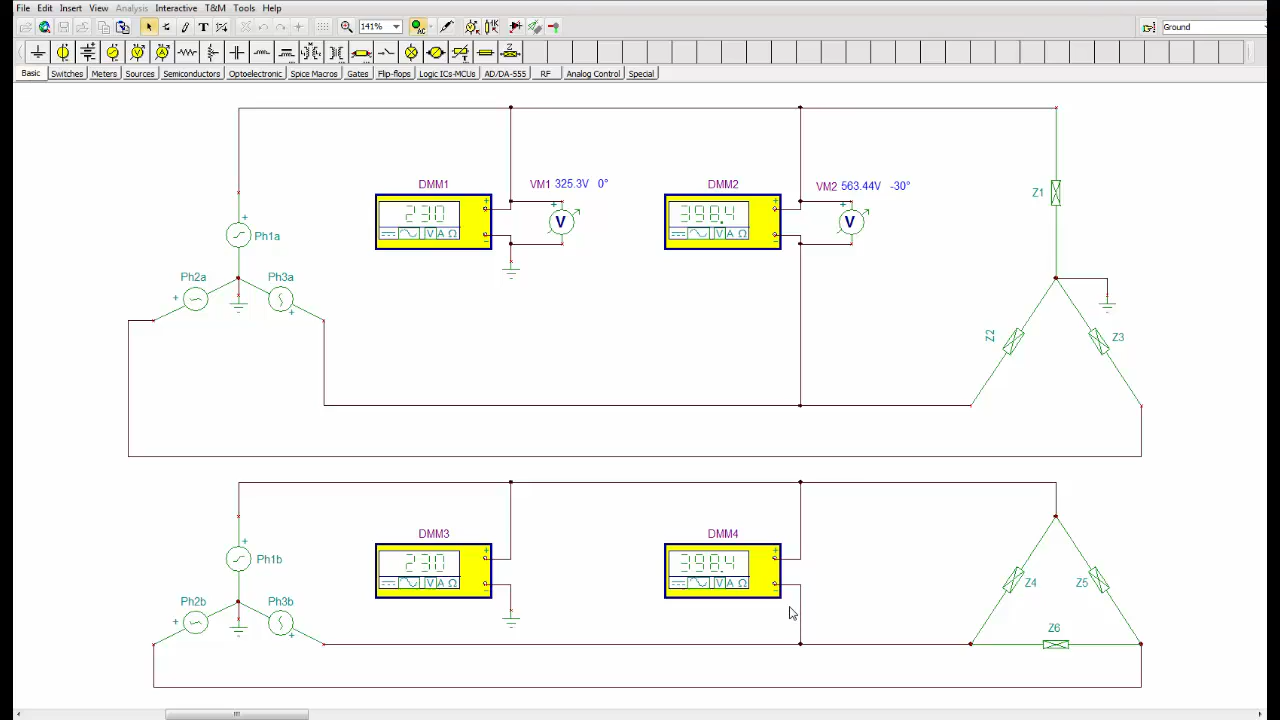 File Edit Insert View Analysis Interactive T&M Tools Help
141% AC Ground
Basic Switches Meters Sources Semiconductors Optoelectronic Spice Macros Gates Flip-flops Logic ICs-MCUs AD/DA-555 RF Analog Control Special
DMM1 VM1 325.3V 0° DMM2 VM2 563.44V -30°
230 V 398.4 V Z1
V A Ω V A Ω
Ph1a
Ph2a Ph3a
Z2 Z3
DMM3 DMM4
230 398.4
V A Ω V A Ω
Ph1b Z4 Z5
Ph2b Ph3b Z6